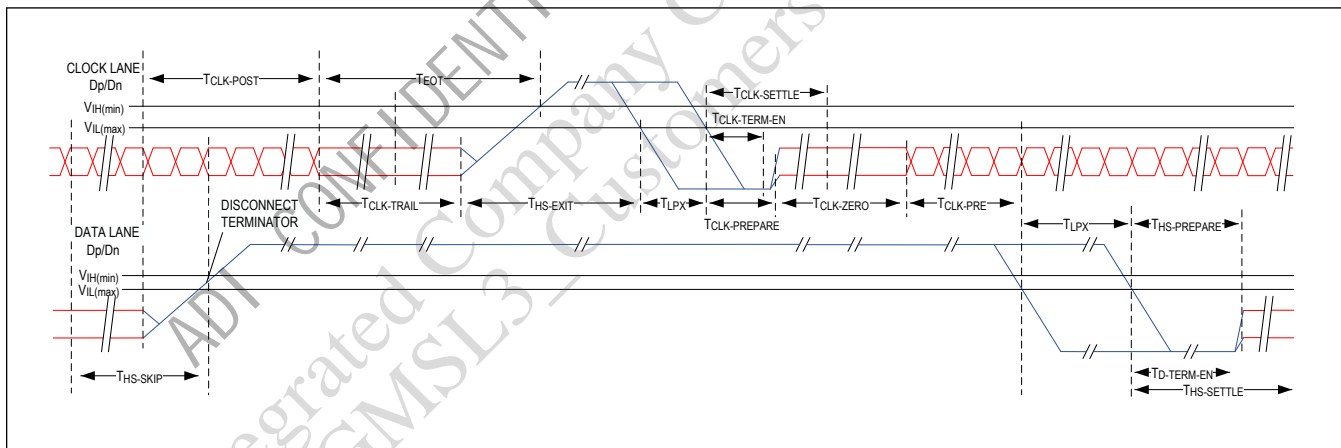 CLOCK LANE
Dp/Dn
TCLK-POST
TEOT
TCLK-SETTLE
VIH(min)
TCLK-TERM-EN
VIL(max)
DISCONNECT
TERMINATOR
TCLK-TRAIL
THS-EXIT
TLPX
TCLK-PREPARE
TCLK-ZERO
TCLK-PRE
TLPX
THS-PREPARE
DATA LANE
Dp/Dn
VIH(min)
VIL(max)
THS-SKIP
TD-TERM-EN
THS-SETTLE
ADI CONFIDENTI
tegrated Company C
GMSL3_Customers